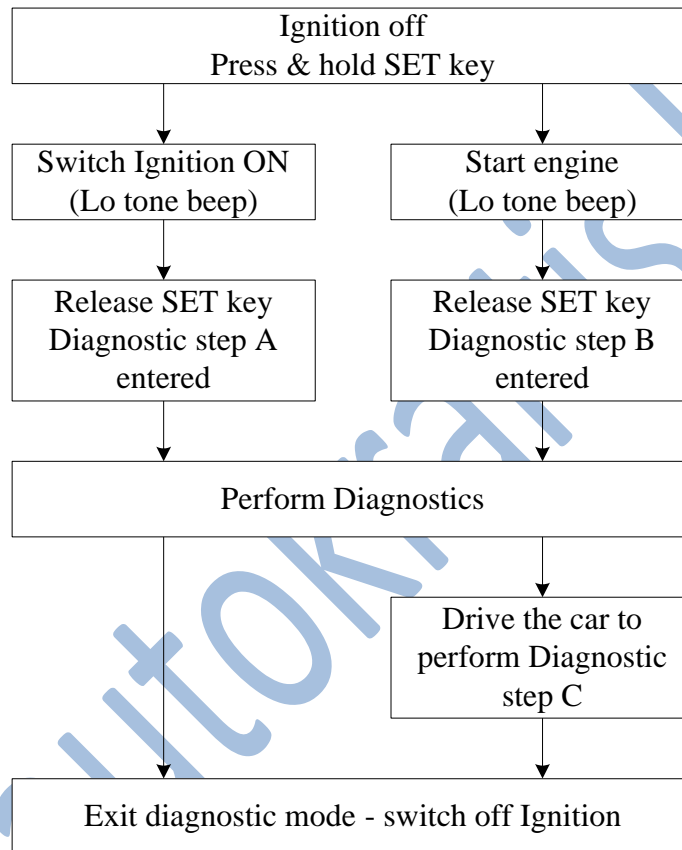 Ignition off
Press & hold SET key
Switch Ignition ON
(Lo tone beep)
Start engine
(Lo tone beep)
Release SET key
Diagnostic step A
entered
Release SET key
Diagnostic step B
entered
Perform Diagnostics
Drive the car to
perform Diagnostic
step C
Exit diagnostic mode - switch off Ignition